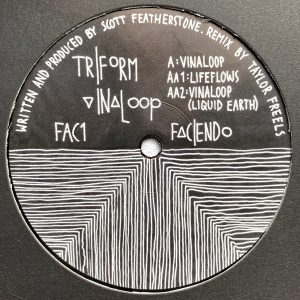 WRITTEN AND PRODUCED BY SCOTT FEATHERSTONE. REMIX BY TAYLOR FREELS
TRIFORM
VINALOOP
FAC1
A: VINALOOP
AA1: LIFEFLOWS
AA2: VINALOOP
(LIQUID EARTH)
FACIENDO